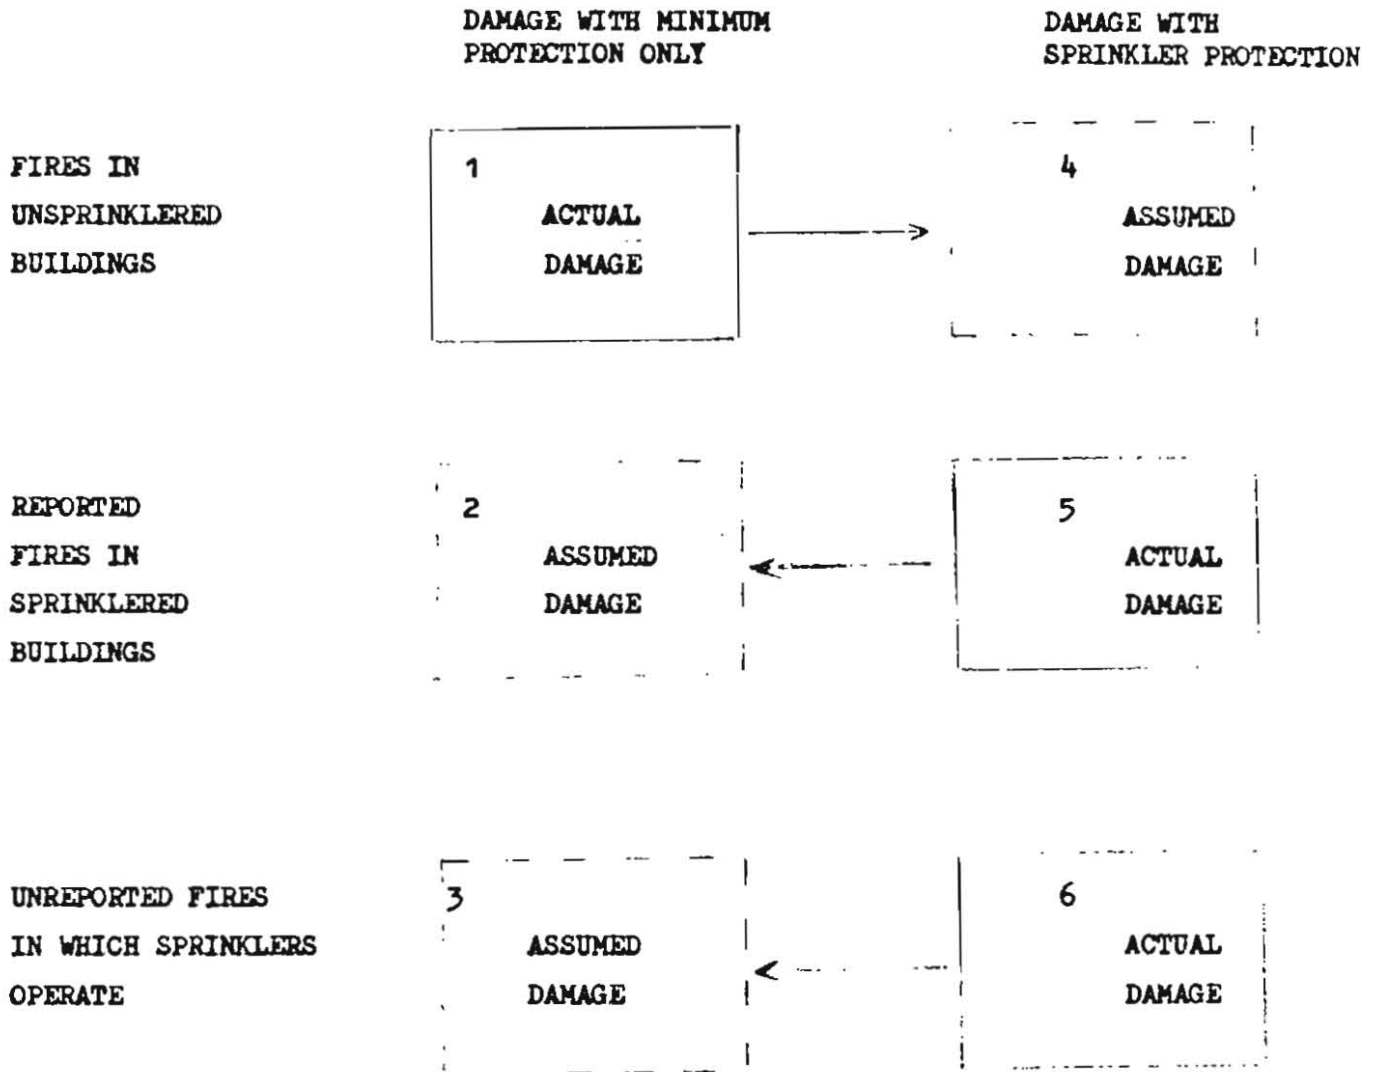 DAMAGE WITH MINIMUM
PROTECTION ONLY
DAMAGE WITH
SPRINKLER PROTECTION
FIRES IN
UNSPRINKLERED
BUILDINGS
1
ACTUAL
DAMAGE
4
ASSUMED
DAMAGE
REPORTED
FIRES IN
SPRINKLERED
BUILDINGS
2
ASSUMED
DAMAGE
5
ACTUAL
DAMAGE
UNREPORTED FIRES
IN WHICH SPRINKLERS
OPERATE
3
ASSUMED
DAMAGE
6
ACTUAL
DAMAGE